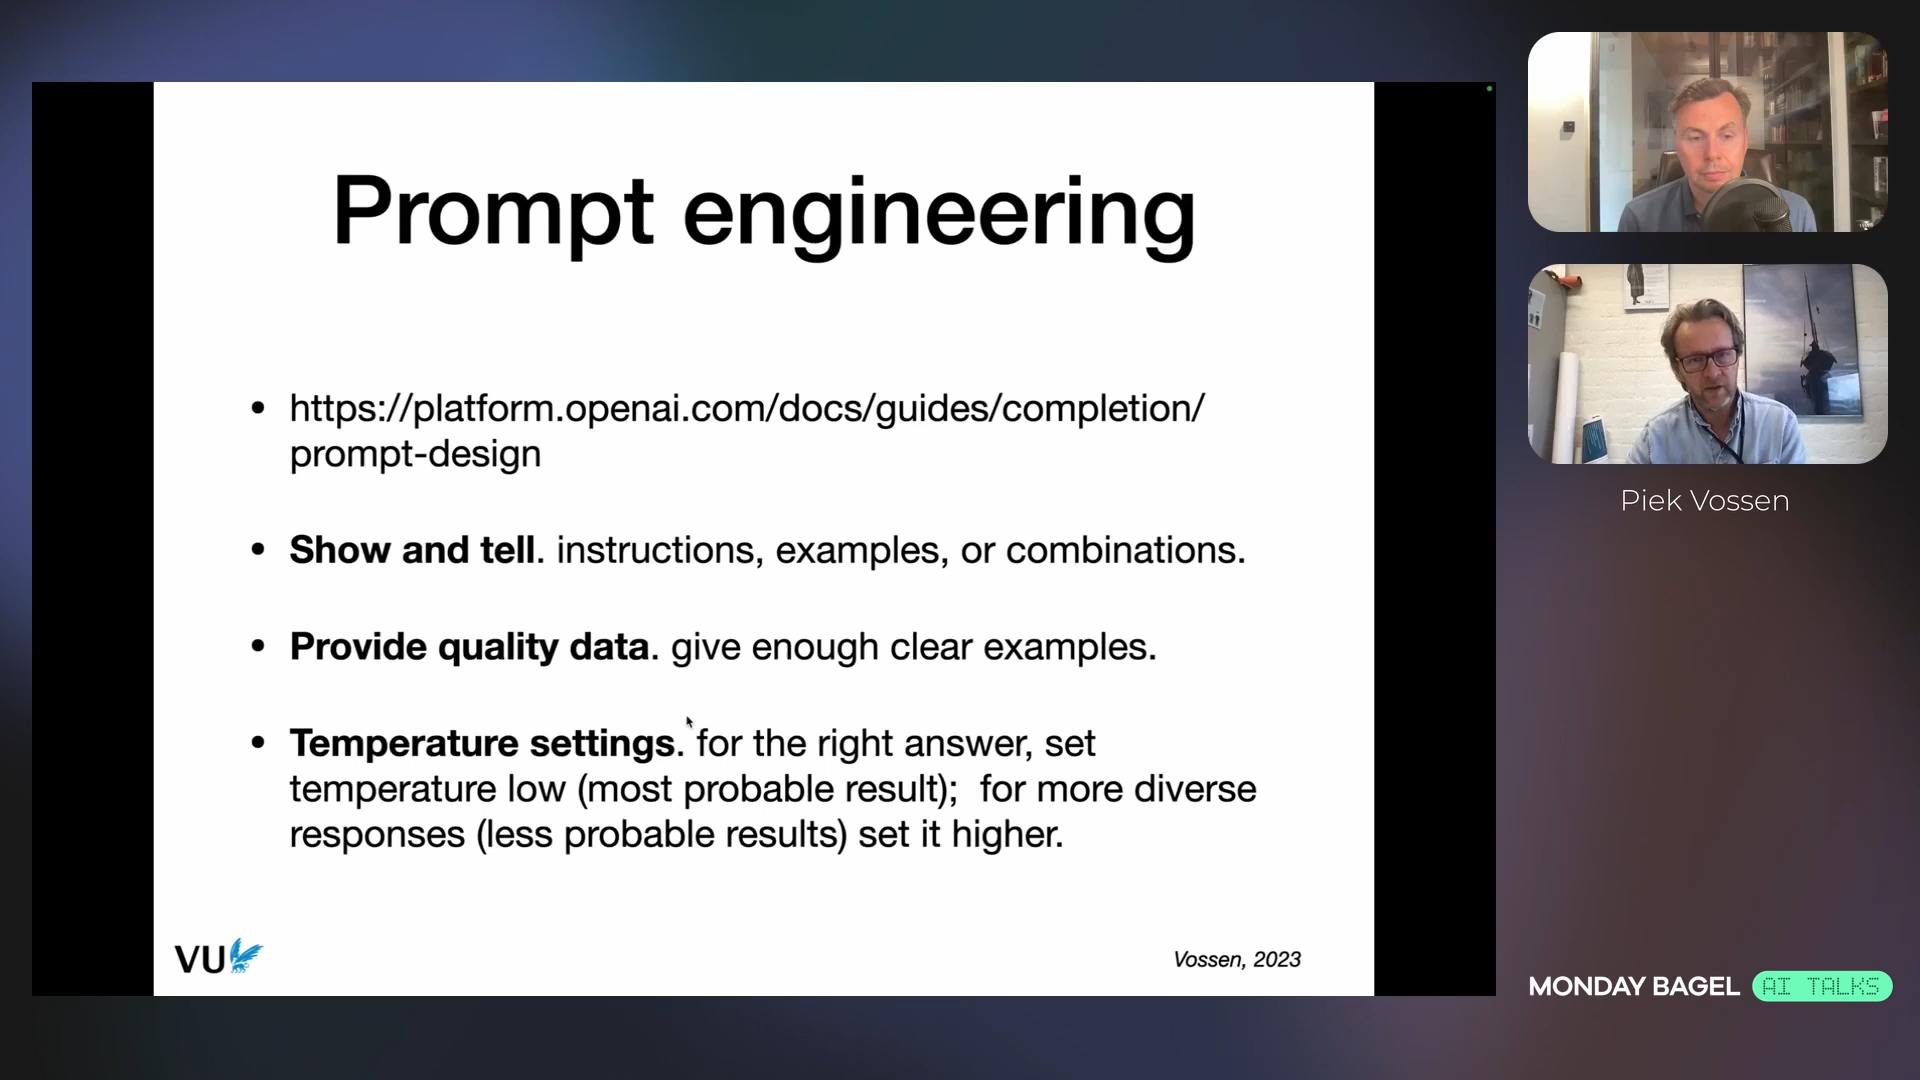 Prompt engineering
• https://platform.openai.com/docs/guides/completion/
prompt-design
• Show and tell. instructions, examples, or combinations.
• Provide quality data. give enough clear examples.
• Temperature settings. for the right answer, set
temperature low (most probable result);  for more diverse
responses (less probable results) set it higher.
VU
Vossen, 2023
Piek Vossen
MONDAY BAGEL AI TALKS